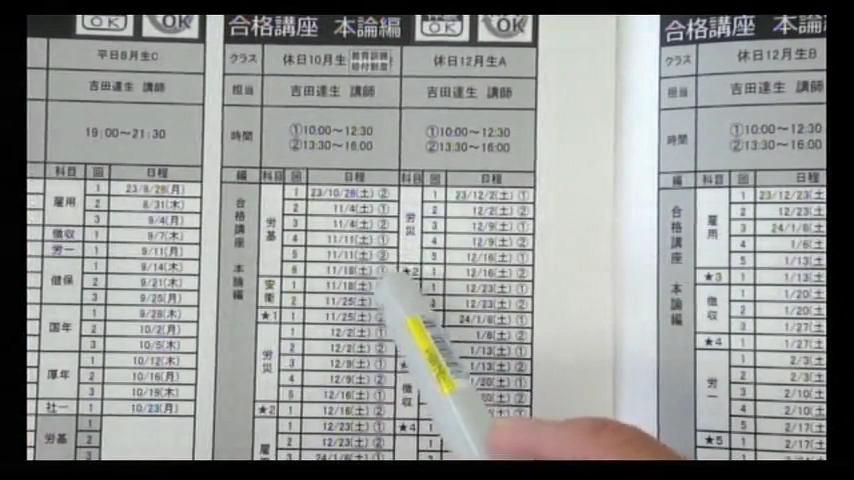 OK
OK
平日8月生C
吉田達生 講師
19:00～21:30
科目 回 日程
雇用 1 23/8/28(月)
2 8/31(木)
3 9/4(月)
徴収 1 9/7(木)
労一 1 9/11(月)
健保 1 9/14(木)
2 9/21(木)
3 9/25(月)
国年 1 9/28(木)
2 10/2(月)
3 10/5(木)
厚年 1 10/12(木)
2 10/16(月)
3 10/19(木)
社一 1 10/23(月)
労基 1
2
3
合格講座 本論編
OK
OK
クラス 休日10月生 教育訓練給付制度 休日12月生A
担当 吉田達生 講師 吉田達生 講師
時間 ①10:00～12:30 ①10:00～12:30
②13:30～16:00 ②13:30～16:00
編 科目 回 日程 科目 回 日程
合格講座 本論編
労基 1 23/10/28(土) ② 労災 1 23/12/2(土) ①
2 11/4(土) ① 2 12/2(土) ②
3 11/4(土) ② 3 12/9(土) ①
4 11/11(土) ① 4 12/9(土) ②
5 11/11(土) ② 5 12/16(土) ①
6 11/18(土) ① ★2 1 12/16(土) ②
安衛 1 11/18(土) 12/23(土) ①
2 11/25(土) 12/23(土) ②
★1 1 11/25(土) 24/1/6(土) ①
労災 1 12/2(土) ① 1/6(土) ②
2 12/2(土) ② 1/13(土) ①
3 12/9(土) ① 1/13(土) ②
4 12/9(土) ② 徴収 1/20(土) ①
5 12/16(土) ①
★2 1 12/16(土) ②
1 12/23(土) ① ★4 1
2 12/23(土) ②
3 24/1/6(土) ①
合格講座 本論編
クラス 休日12月生B
担当 吉田達生 講師
時間 ①10:00～12:30
②13:30～16:00
編 科目 回 日程
合格講座 本論編
雇用 1 23/12/23(土
2 12/23(土
3 24/1/6(土
4 1/6(土
5 1/13(土
★3 1 1/13(土
徴収 1 1/20(土
2 1/20(土
3 1/27(土
★4 1 1/27(土
労一 1 2/3(土
2 2/3(土
3 2/10(土
4 2/10(土
5 2/17(土
★5 1 2/17(土